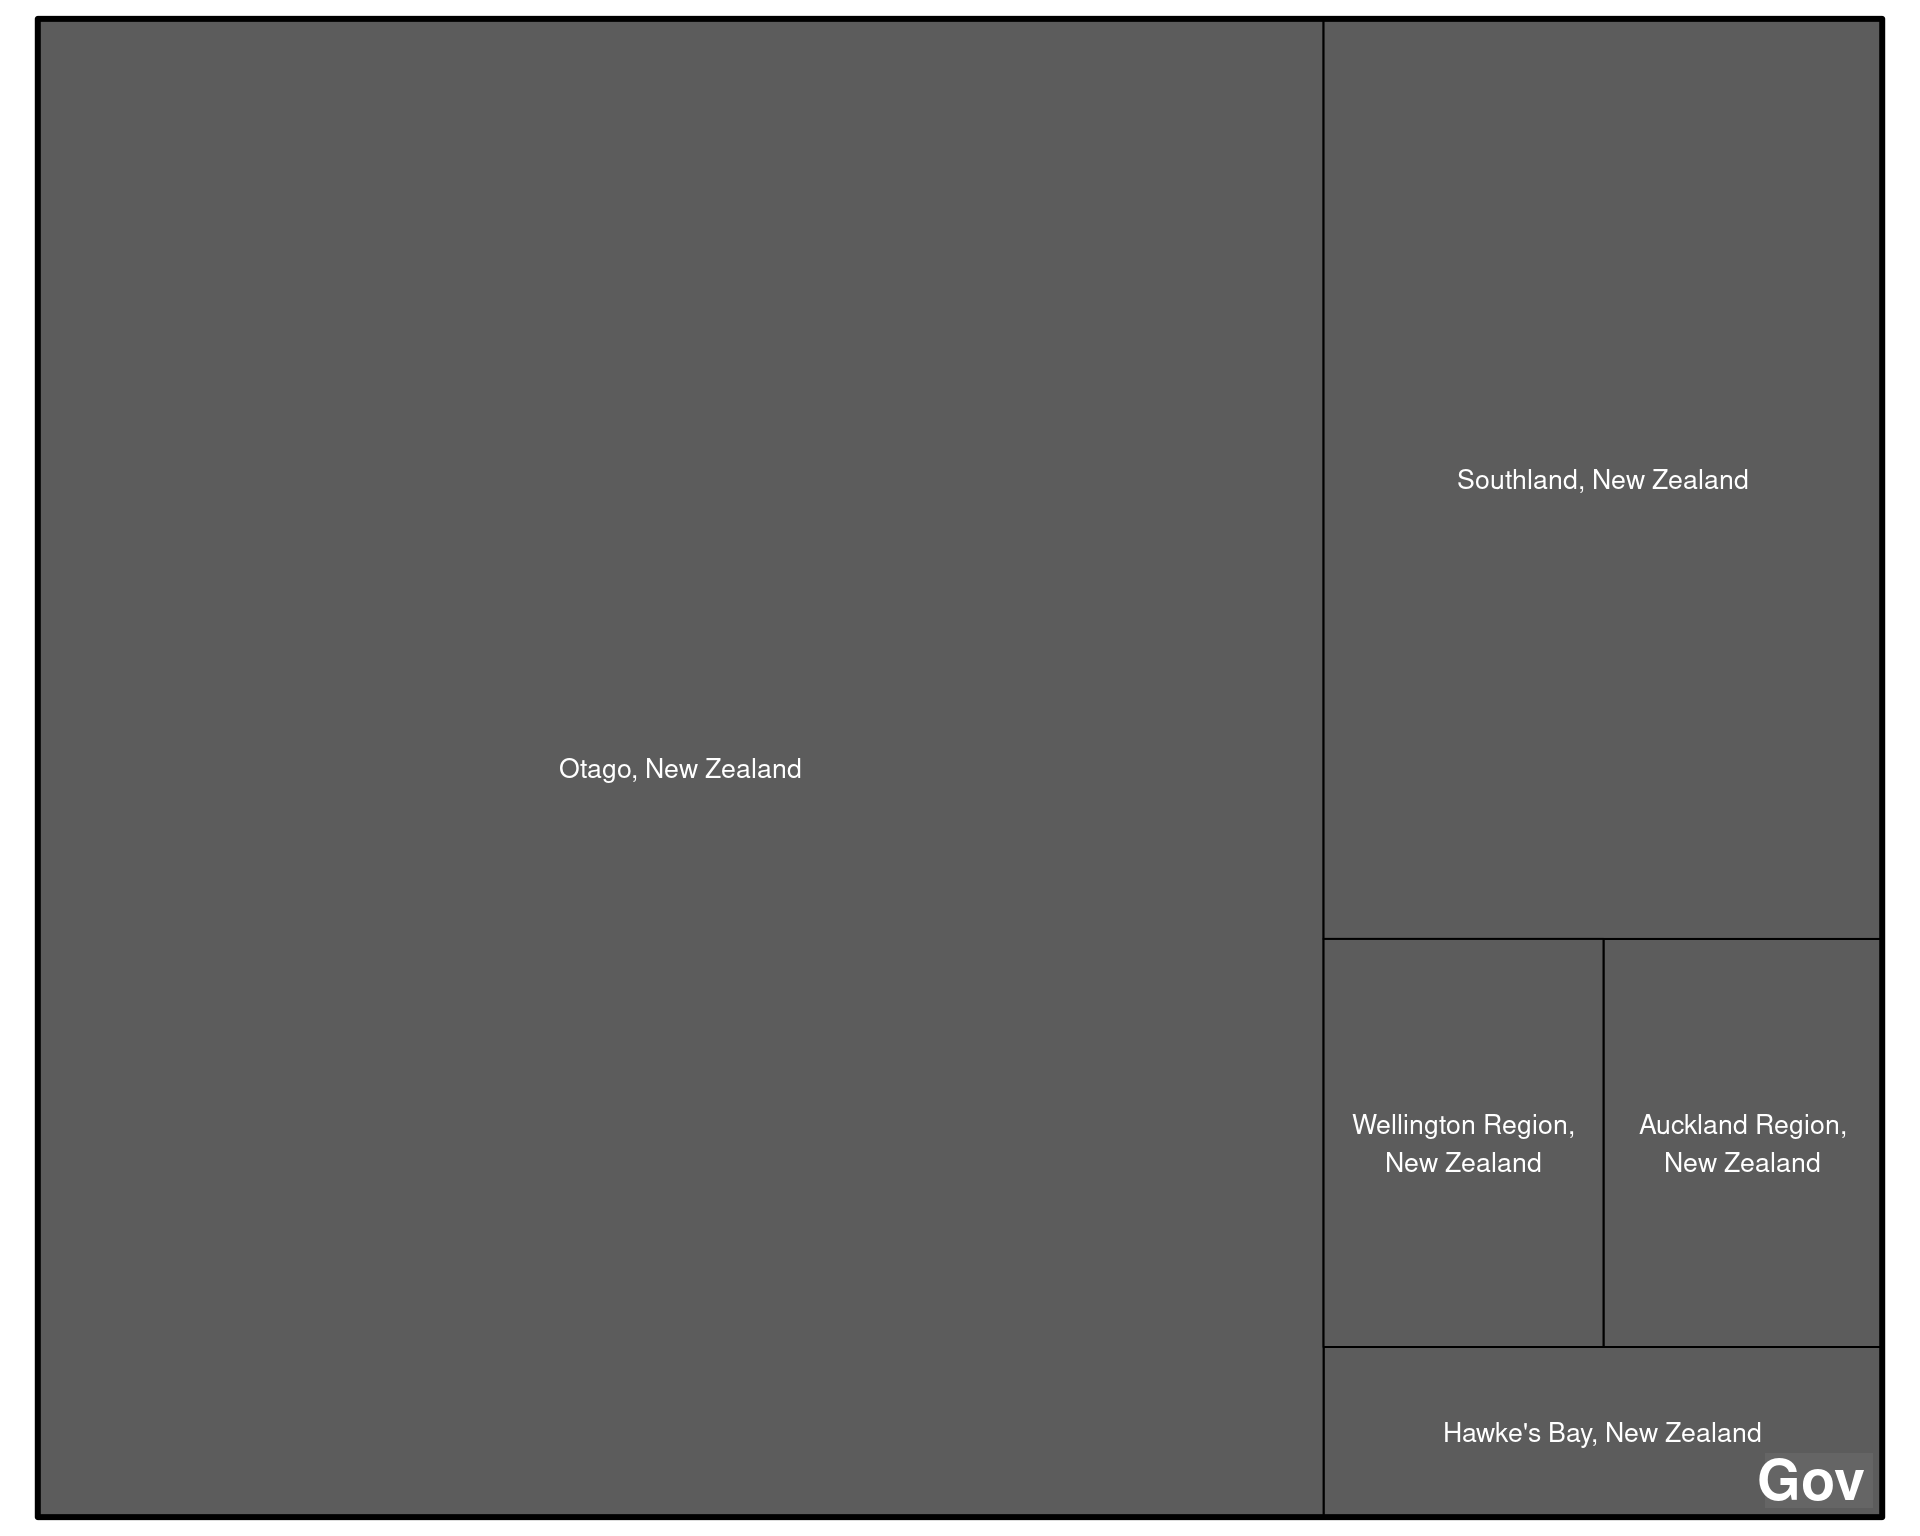 Southland, New Zealand
Otago, New Zealand
Wellington Region,
New Zealand
Auckland Region,
New Zealand
Hawke's Bay, New Zealand
Gov